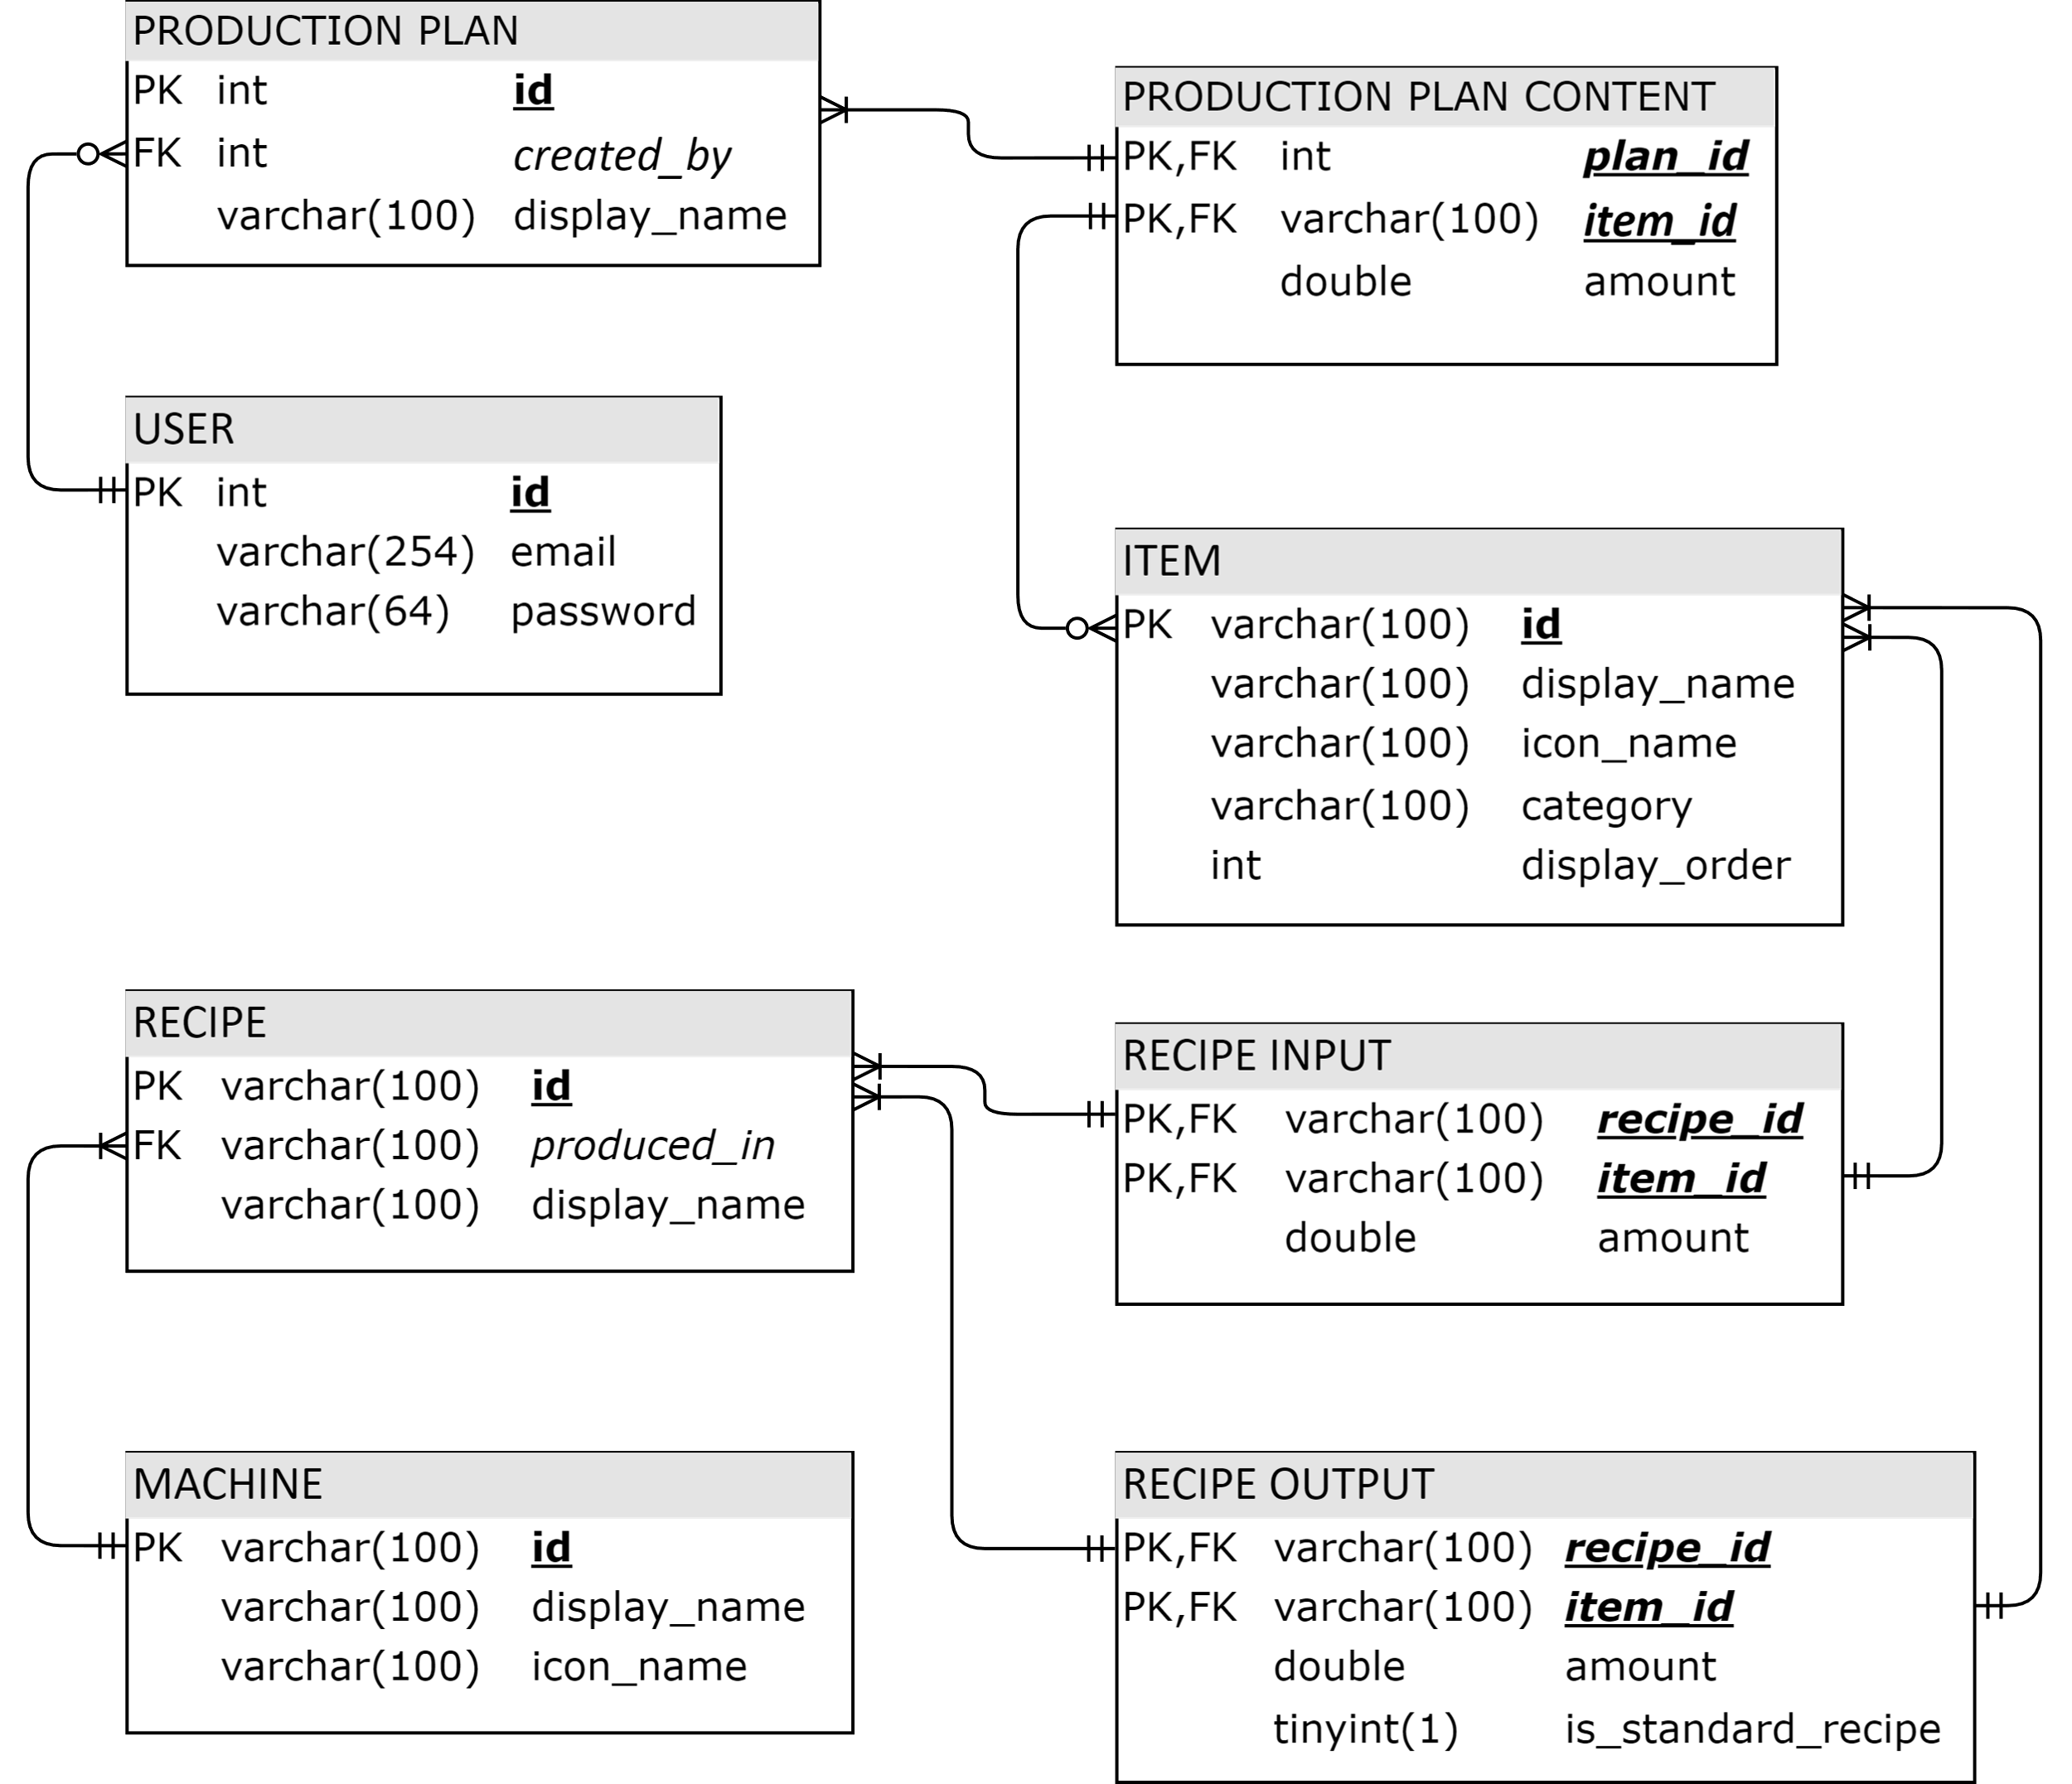 PRODUCTION PLAN
PK int id
FK int created_by
varchar(100) display_name
PRODUCTION PLAN CONTENT
PK,FK int plan_id
PK,FK varchar(100) item_id
double amount
USER
PK int id
varchar(254) email
varchar(64) password
ITEM
PK varchar(100) id
varchar(100) display_name
varchar(100) icon_name
varchar(100) category
int display_order
RECIPE
PK varchar(100) id
FK varchar(100) produced_in
varchar(100) display_name
RECIPE INPUT
PK,FK varchar(100) recipe_id
PK,FK varchar(100) item_id
double amount
MACHINE
PK varchar(100) id
varchar(100) display_name
varchar(100) icon_name
RECIPE OUTPUT
PK,FK varchar(100) recipe_id
PK,FK varchar(100) item_id
double amount
tinyint(1) is_standard_recipe